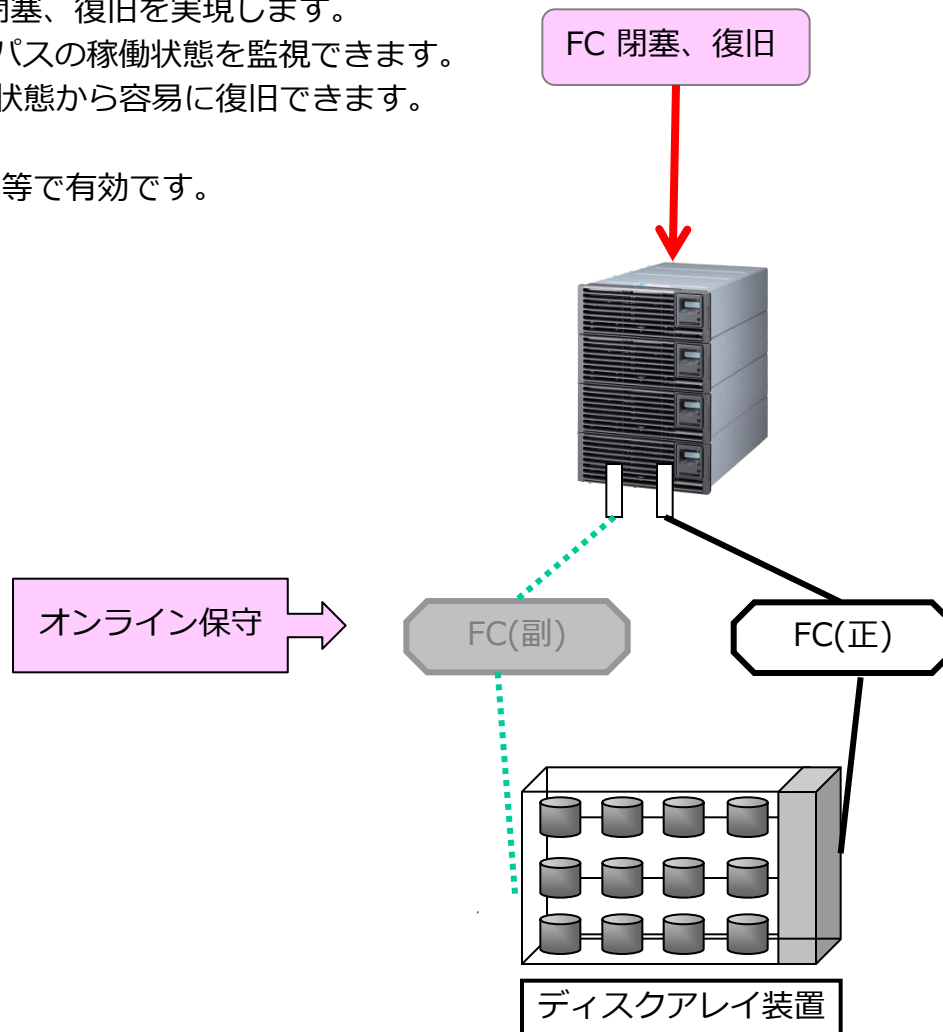 閉塞、復旧を実現します。
パスの稼働状態を監視できます。
状態から容易に復旧できます。
等で有効です。
FC 閉塞、復旧
オンライン保守
FC(副)
FC(正)
ディスクアレイ装置